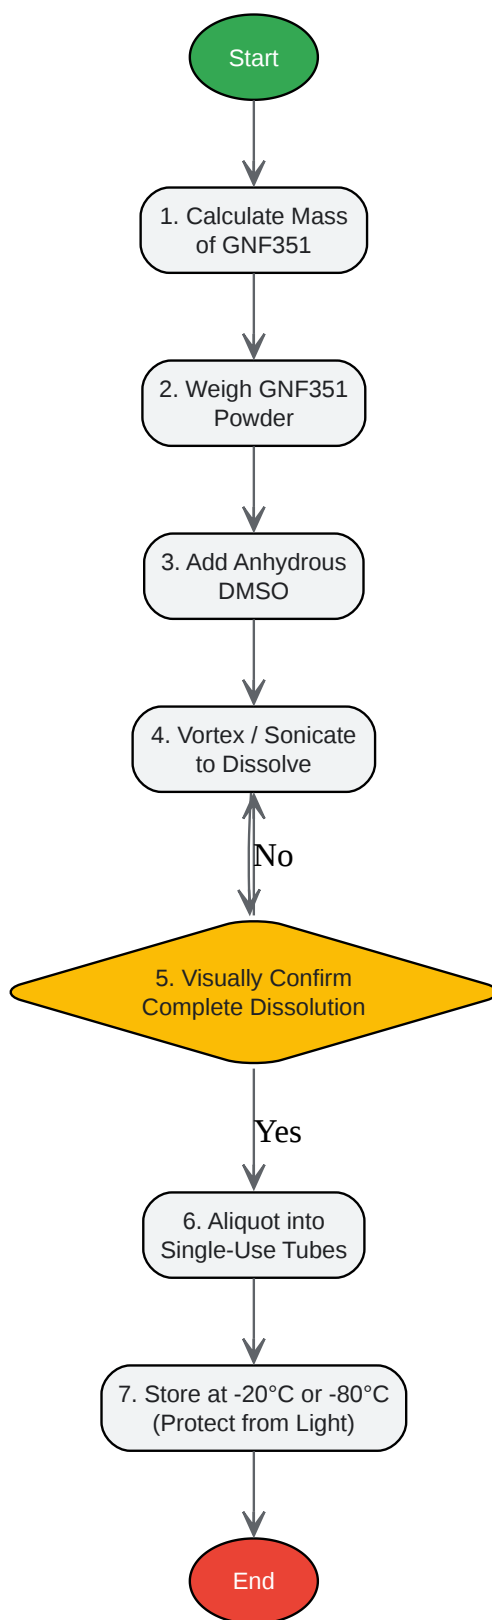 Start
1. Calculate Mass
of GNF351
2. Weigh GNF351
Powder
3. Add Anhydrous
DMSO
4. Vortex / Sonicate
to Dissolve
No
5. Visually Confirm
Complete Dissolution
Yes
6. Aliquot into
Single-Use Tubes
7. Store at -20°C or -80°C
(Protect from Light)
End